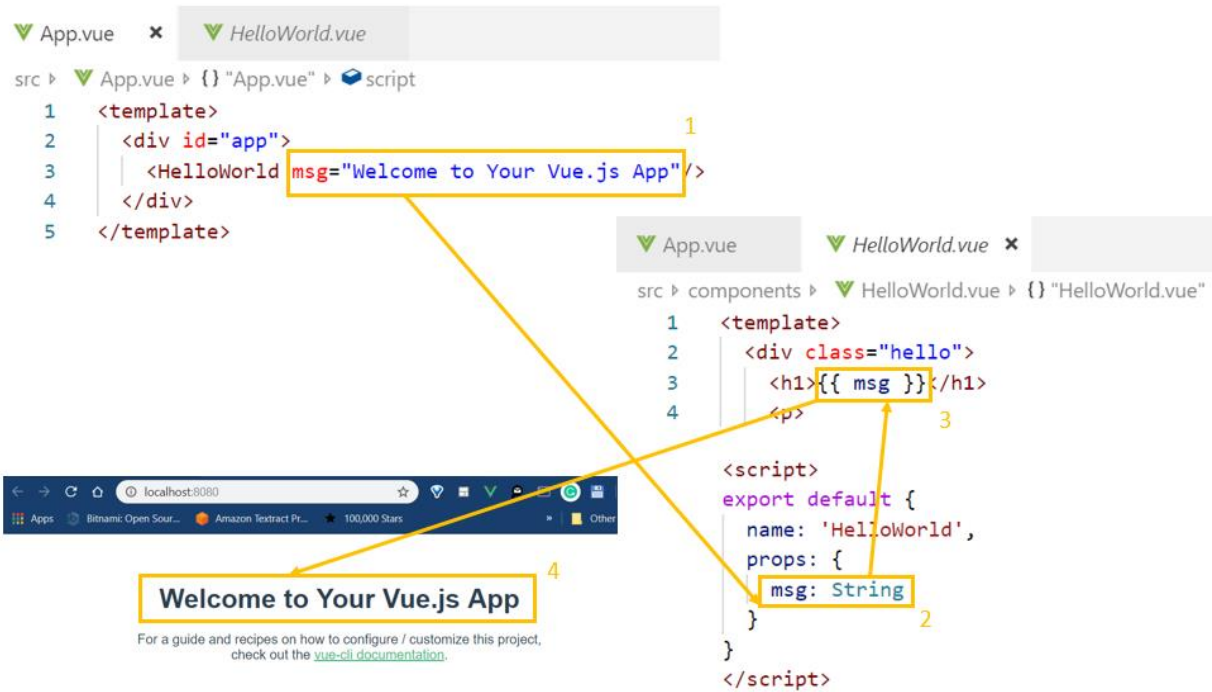 App.vue × HelloWorld.vue
src App.vue {} "App.vue" script
1 <template>
2 <div id="app">
3 <HelloWorld msg="Welcome to Your Vue.js App"/>
4 </div>
5 </template>
1
App.vue HelloWorld.vue ×
src components HelloWorld.vue {} "HelloWorld.vue"
1 <template>
2 <div class="hello">
3 <h1>{{ msg }}</h1>
4 <p>
3
<script>
export default {
name: 'HelloWorld',
props: {
msg: String
2
}
}
</script>
localhost:8080
Apps Bitnami: Open Sour... Amazon Textract Pr... 100,000 Stars » Other
4
Welcome to Your Vue.js App
For a guide and recipes on how to configure / customize this project,
check out the vue-cli documentation.